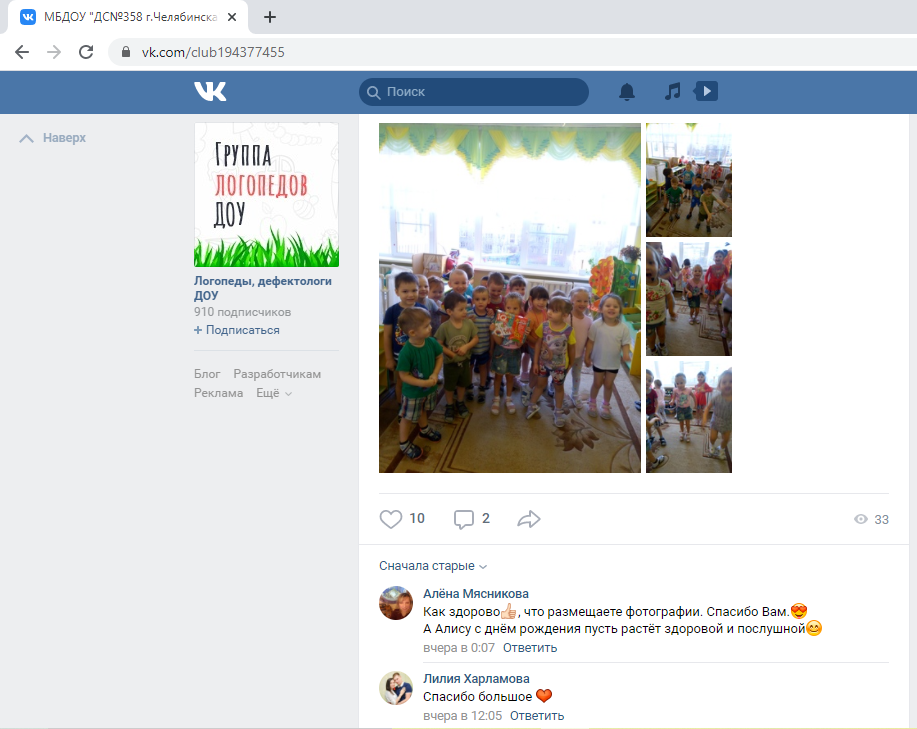 МБДОУ "ДС№358 г.Челябинска
vk.com/club194377455
Поиск
Наверх
ГРУППА
ЛОГОПЕДОВ
ДОУ
Логопеды, дефектологи
ДОУ
910 подписчиков
+ Подписаться
Блог Разработчикам
Реклама Ещё
10 2 33
Сначала старые
Алёна Мясникова
Как здорово👍, что размещаете фотографии. Спасибо Вам.😍
А Алису с днём рождения пусть растёт здоровой и послушной😊
вчера в 0:07 Ответить
Лилия Харламова
Спасибо большое ❤
вчера в 12:05 Ответить